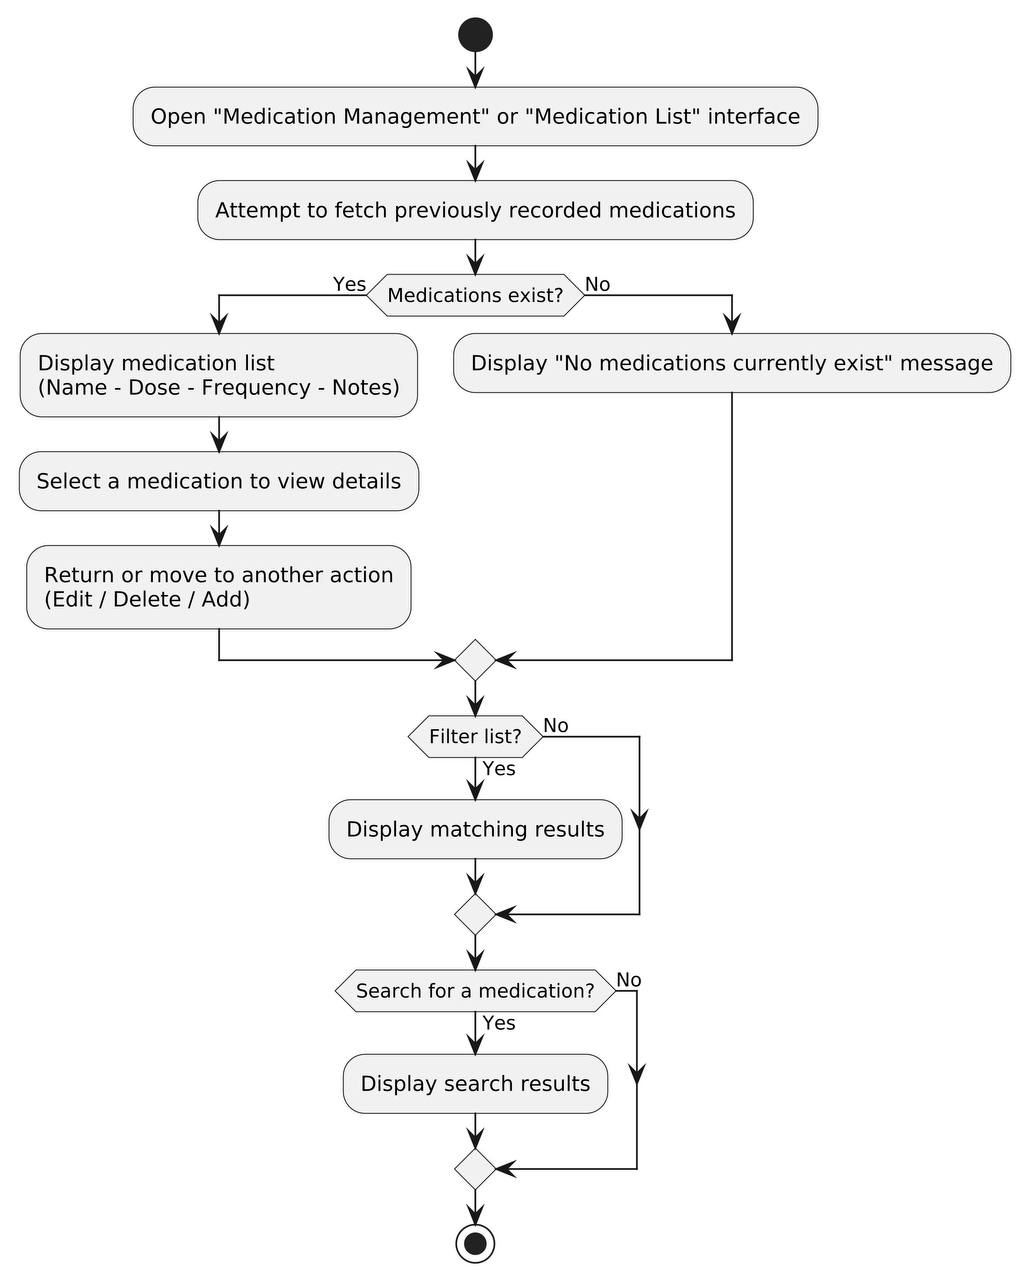 Open "Medication Management" or "Medication List" interface
Attempt to fetch previously recorded medications
Medications exist?
Yes
No
Display medication list
(Name - Dose - Frequency - Notes)
Display "No medications currently exist" message
Select a medication to view details
Return or move to another action
(Edit / Delete / Add)
Filter list?
No
Yes
Display matching results
Search for a medication?
No
Yes
Display search results